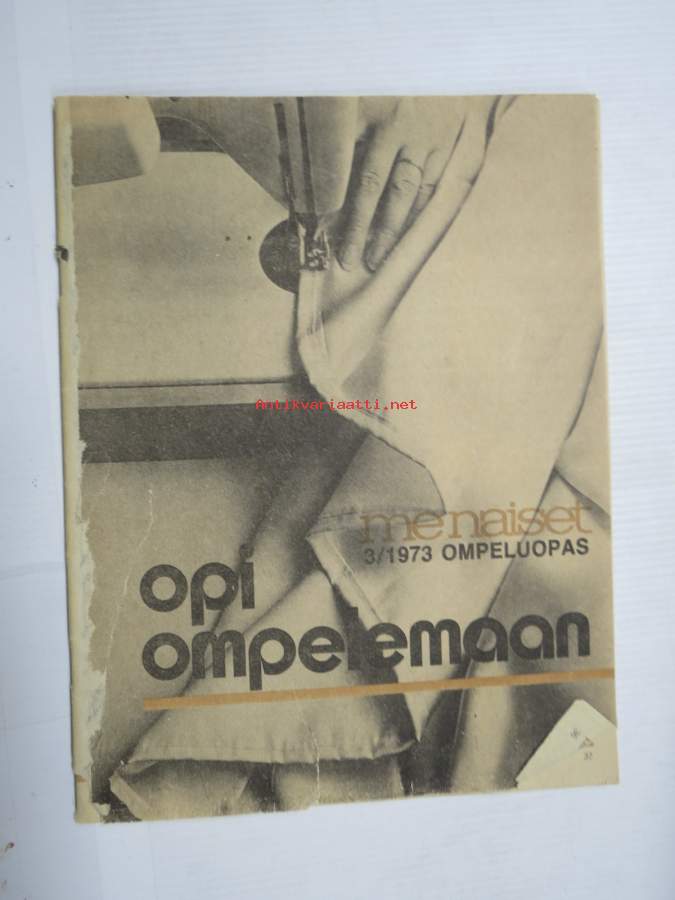 Antikvariaatti.net
me naiset
3/1973 OMPELUOPAS
opi
ompelemaan